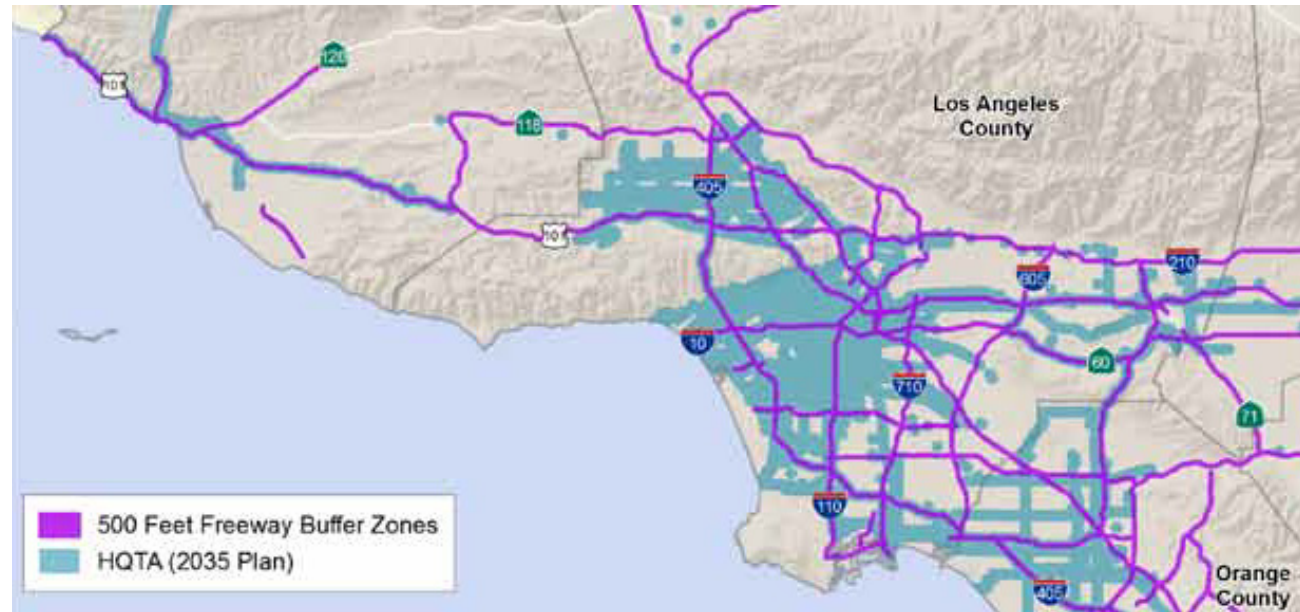 101
126
118
Los Angeles
County
405
101
210
605
10
60
710
71
110
500 Feet Freeway Buffer Zones
HQTA (2035 Plan)
Orange
County
405